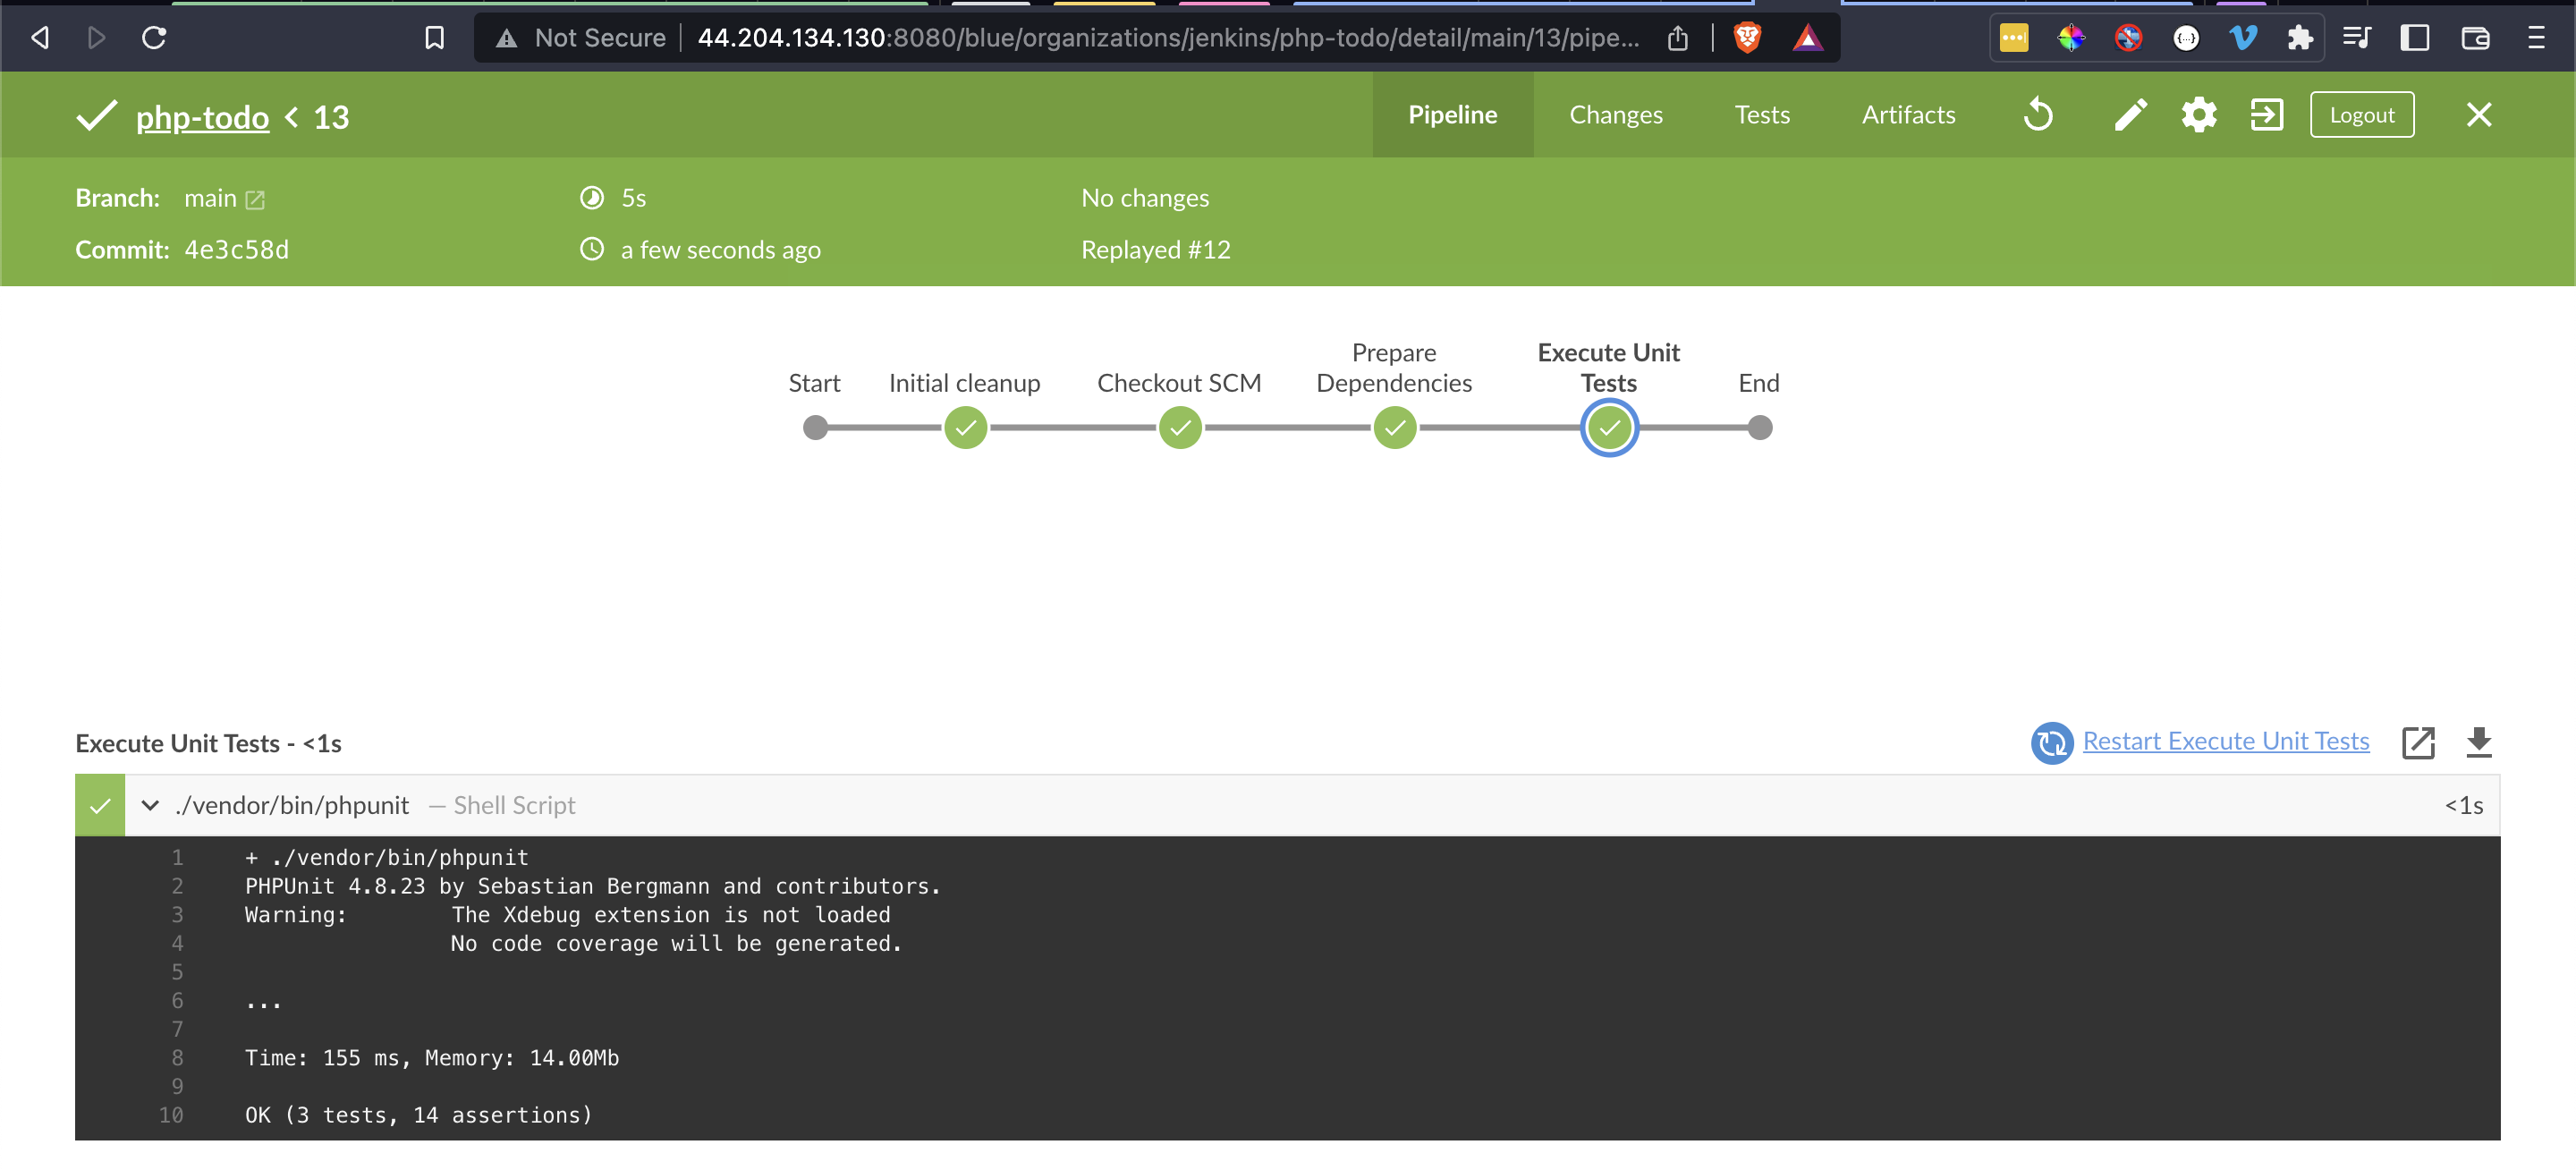 Not Secure 44.204.134.130:8080/blue/organizations/jenkins/php-todo/detail/main/13/pipe...
php-todo < 13 Pipeline Changes Tests Artifacts Logout
Branch: main 5s No changes
Commit: 4e3c58d a few seconds ago Replayed #12
Start Initial cleanup Checkout SCM Prepare Dependencies Execute Unit Tests End
Execute Unit Tests - <1s Restart Execute Unit Tests
./vendor/bin/phpunit — Shell Script <1s
1 + ./vendor/bin/phpunit
2 PHPUnit 4.8.23 by Sebastian Bergmann and contributors.
3 Warning: The Xdebug extension is not loaded
4 No code coverage will be generated.
5
6 ...
7
8 Time: 155 ms, Memory: 14.00Mb
9
10 OK (3 tests, 14 assertions)